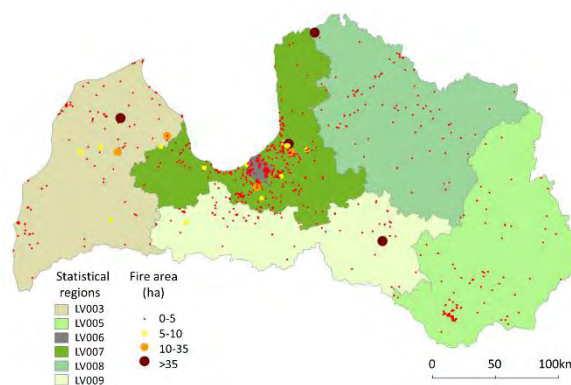 Statistical
regions
LV003
LV005
LV006
LV007
LV008
LV009
Fire area
(ha)
0-5
5-10
10-35
>35
0 50 100km